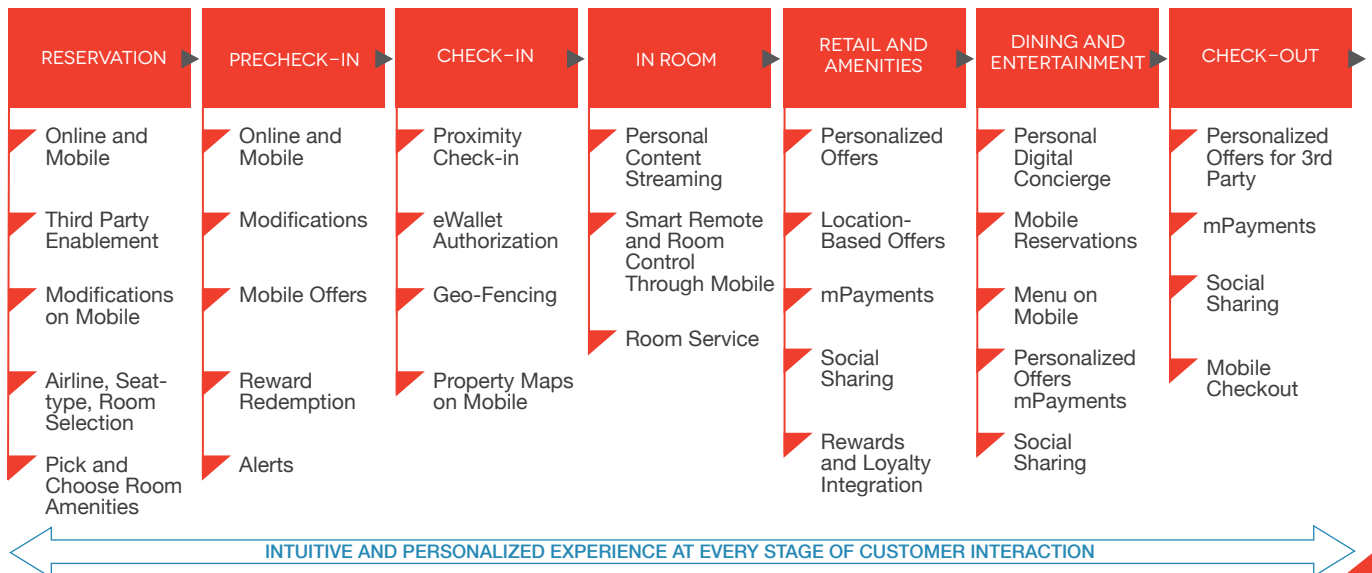 RESERVATION
PRECHECK–IN
CHECK–IN
IN ROOM
RETAIL AND
AMENITIES
DINING AND
ENTERTAINMENT
CHECK–OUT
Online and
Mobile
Third Party
Enablement
Modifications
on Mobile
Airline, Seat-
type, Room
Selection
Pick and
Choose Room
Amenities
Online and
Mobile
Modifications
Mobile Offers
Reward
Redemption
Alerts
Proximity
Check-in
eWallet
Authorization
Geo-Fencing
Property Maps
on Mobile
Personal
Content
Streaming
Smart Remote
and Room
Control
Through Mobile
Room Service
Personalized
Offers
Location-
Based Offers
mPayments
Social
Sharing
Rewards
and Loyalty
Integration
Personal
Digital
Concierge
Mobile
Reservations
Menu on
Mobile
Personalized
Offers
mPayments
Social
Sharing
Personalized
Offers for 3rd
Party
mPayments
Social
Sharing
Mobile
Checkout
INTUITIVE AND PERSONALIZED EXPERIENCE AT EVERY STAGE OF CUSTOMER INTERACTION